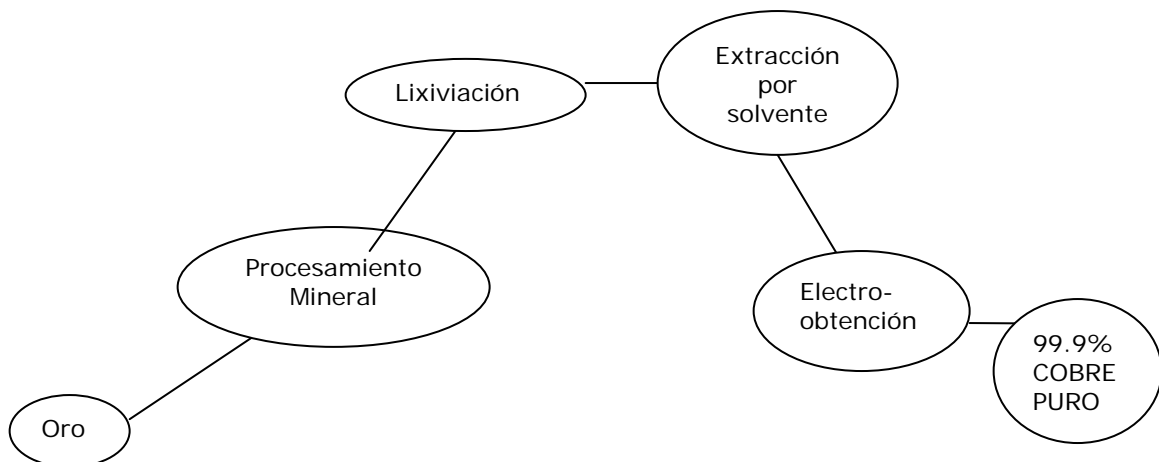 Extracción
por
solvente
Lixiviación
Procesamiento
Mineral
Electro-
obtención
99.9%
COBRE
PURO
Oro